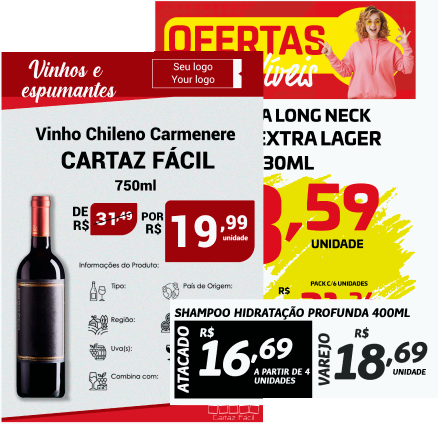 OFERTAS
Vinhos e
espumantes
Seu logo
Your logo
Vinho Chileno Carmenere
CARTAZ FÁCIL
750ml
DE
R$ 31,49
POR
R$ 19,99
unidade
Informações do Produto:
Tipo:
País de Origem:
Região:
Uva(s):
Combina com:
Cartaz Fácil
A LONG NECK
EXTRA LAGER
30ML
,59
UNIDADE
PACK C/6 UNIDADES
R$
SHAMPOO HIDRATAÇÃO PROFUNDA 400ML
ATACADO
R$
16,69
A PARTIR DE 4
UNIDADES
VAREJO
R$
18,69
UNIDADE